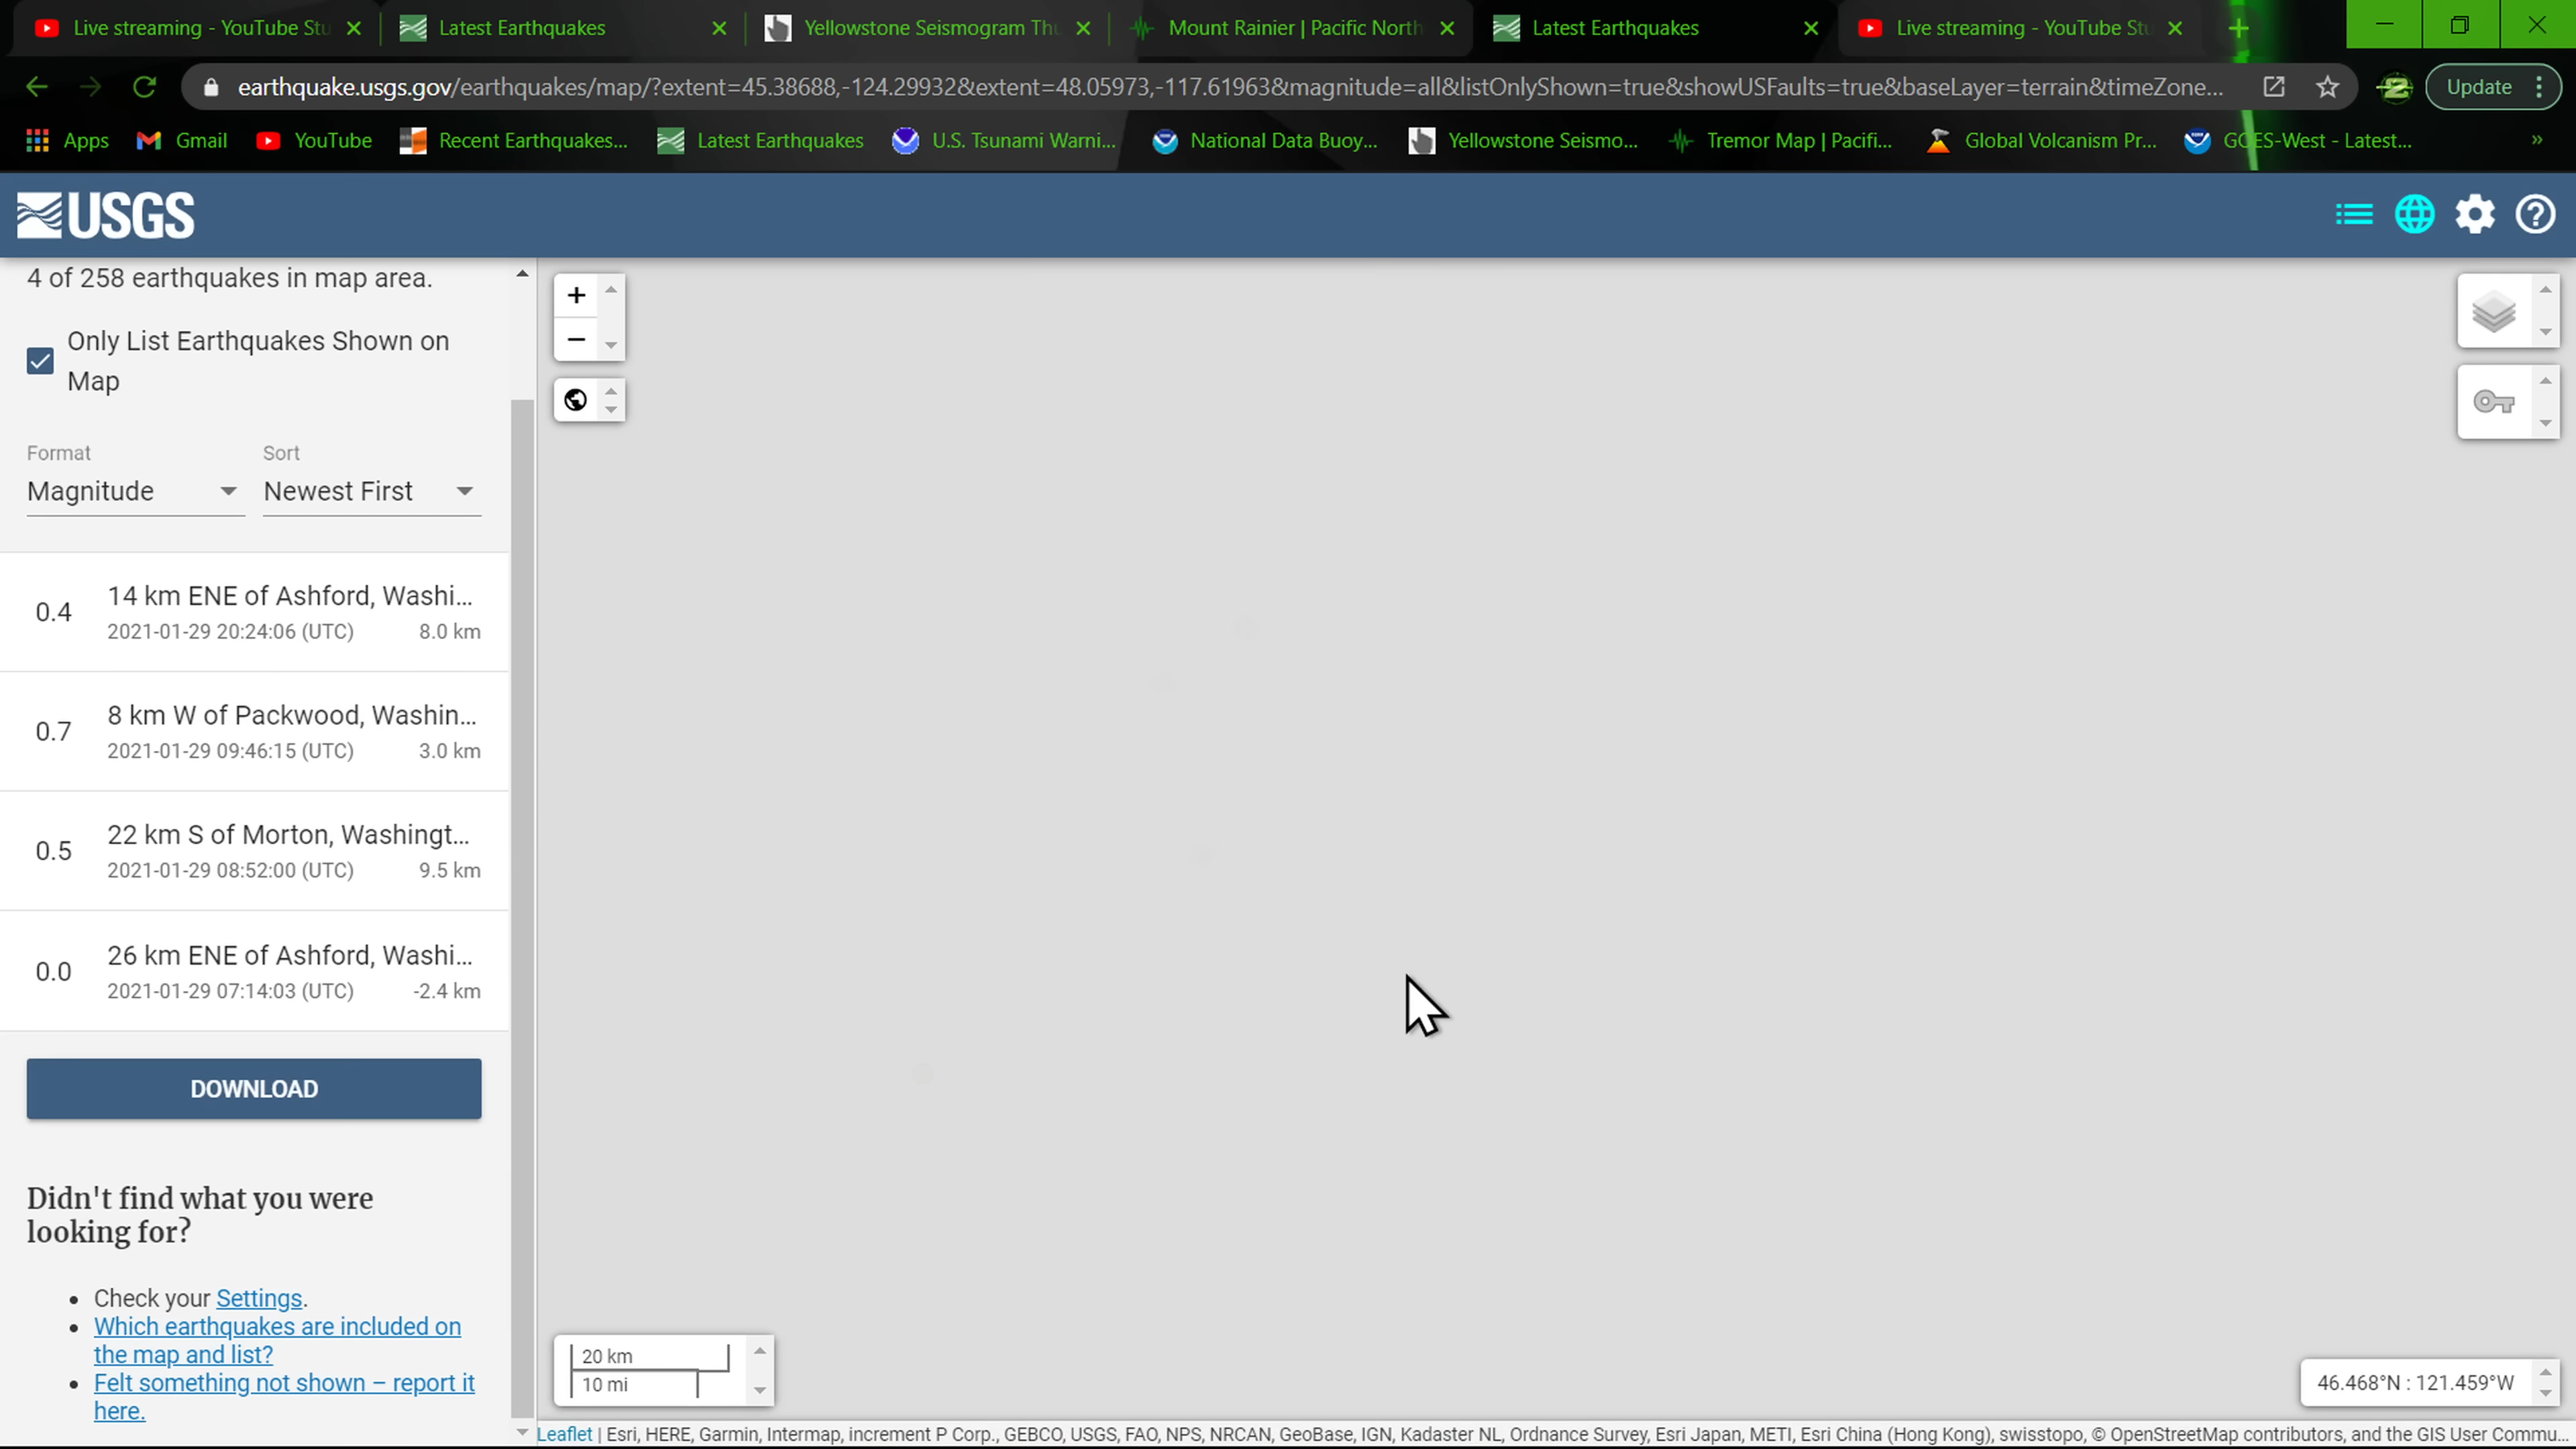 Live streaming - YouTube Stu
Latest Earthquakes
Yellowstone Seismogram Thu
Mount Rainier | Pacific North
Latest Earthquakes
Live streaming - YouTube Stu
earthquake.usgs.gov/earthquakes/map/?extent=45.38688,-124.29932&extent=48.05973,-117.61963&magnitude=all&listOnlyShown=true&showUSFaults=true&baseLayer=terrain&timeZone...
Update
Apps
Gmail
YouTube
Recent Earthquakes...
Latest Earthquakes
U.S. Tsunami Warni...
National Data Buoy...
Yellowstone Seismo...
Tremor Map | Pacifi...
Global Volcanism Pr...
GOES-West - Latest...
»
USGS
4 of 258 earthquakes in map area.
Only List Earthquakes Shown on
Map
Format
Sort
Magnitude
Newest First
0.4
14 km ENE of Ashford, Washi...
2021-01-29 20:24:06 (UTC)
8.0 km
0.7
8 km W of Packwood, Washin...
2021-01-29 09:46:15 (UTC)
3.0 km
0.5
22 km S of Morton, Washingt...
2021-01-29 08:52:00 (UTC)
9.5 km
0.0
26 km ENE of Ashford, Washi...
2021-01-29 07:14:03 (UTC)
-2.4 km
DOWNLOAD
Didn't find what you were
looking for?
Check your Settings.
Which earthquakes are included on
the map and list?
Felt something not shown – report it
here.
+
−
20 km
10 mi
46.468°N : 121.459°W
Leaflet | Esri, HERE, Garmin, Intermap, increment P Corp., GEBCO, USGS, FAO, NPS, NRCAN, GeoBase, IGN, Kadaster NL, Ordnance Survey, Esri Japan, METI, Esri China (Hong Kong), swisstopo, © OpenStreetMap contributors, and the GIS User Commu...